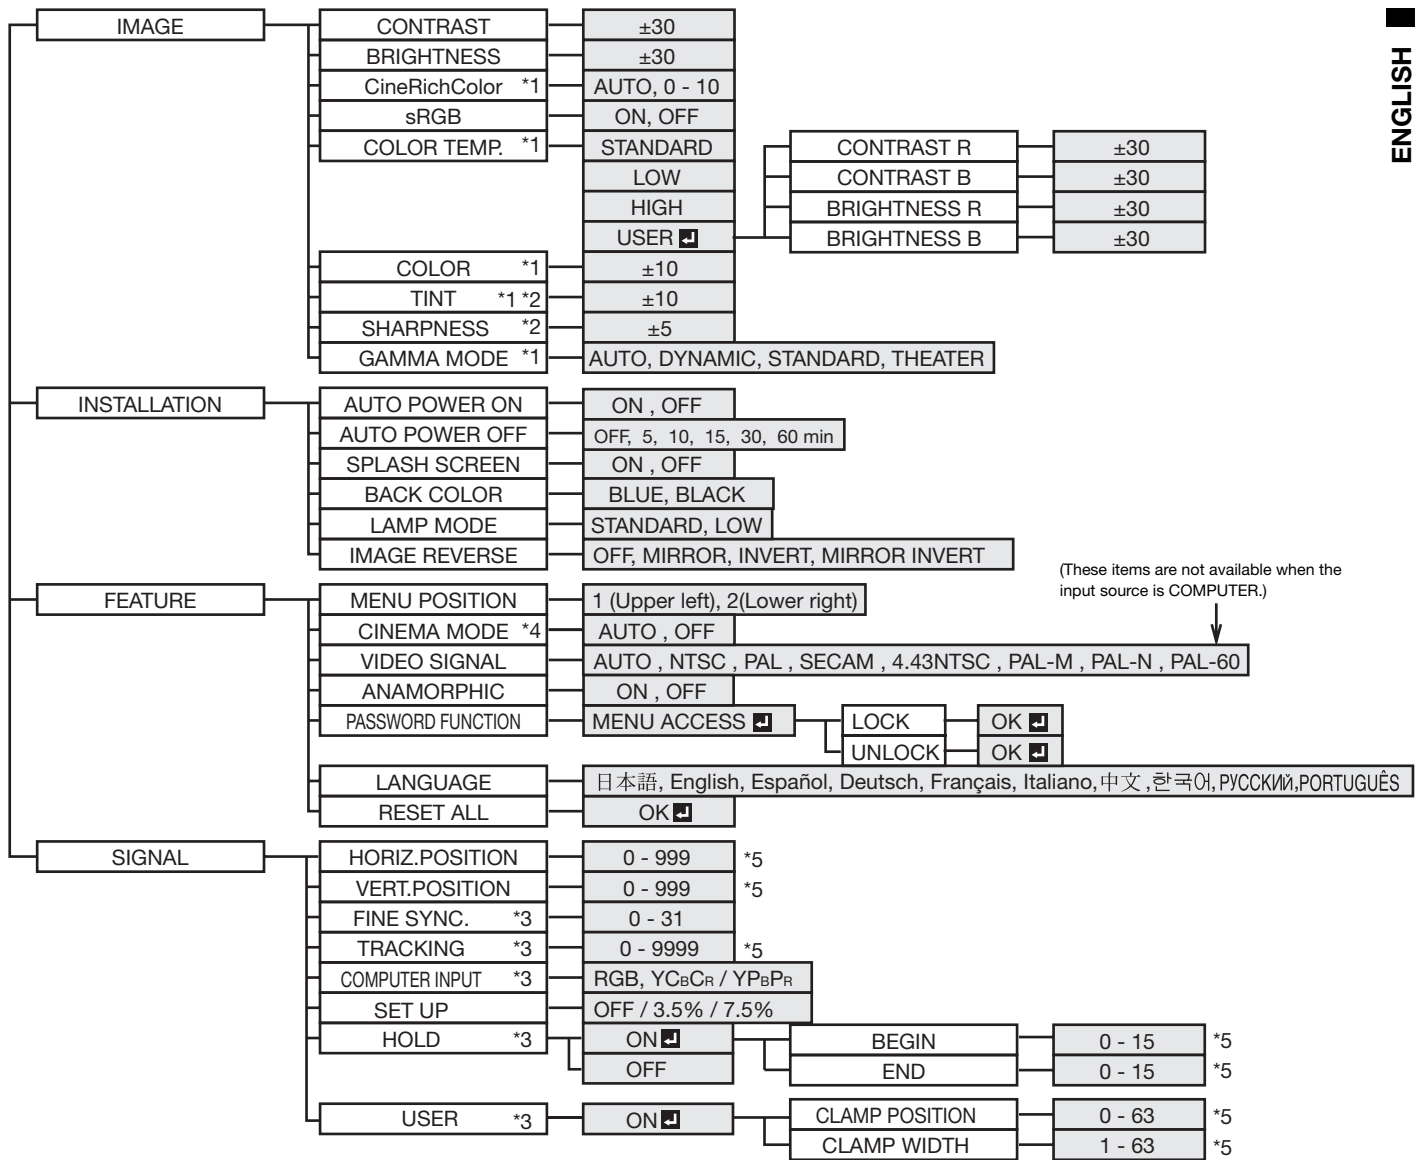 ENGLISH
IMAGE CONTRAST ±30
BRIGHTNESS ±30
CineRichColor *1 AUTO, 0 - 10
sRGB ON, OFF
COLOR TEMP. *1 STANDARD CONTRAST R ±30
LOW CONTRAST B ±30
HIGH BRIGHTNESS R ±30
USER BRIGHTNESS B ±30
COLOR *1 ±10
TINT *1 *2 ±10
SHARPNESS *2 ±5
GAMMA MODE *1 AUTO, DYNAMIC, STANDARD, THEATER
INSTALLATION AUTO POWER ON ON , OFF
AUTO POWER OFF OFF, 5, 10, 15, 30, 60 min
SPLASH SCREEN ON , OFF
BACK COLOR BLUE, BLACK
LAMP MODE STANDARD, LOW
IMAGE REVERSE OFF, MIRROR, INVERT, MIRROR INVERT
(These items are not available when the
input source is COMPUTER.)
FEATURE MENU POSITION 1 (Upper left), 2(Lower right)
CINEMA MODE *4 AUTO , OFF
VIDEO SIGNAL AUTO , NTSC , PAL , SECAM , 4.43NTSC , PAL-M , PAL-N , PAL-60
ANAMORPHIC ON , OFF
PASSWORD FUNCTION MENU ACCESS LOCK OK
UNLOCK OK
LANGUAGE 日本語, English, Español, Deutsch, Français, Italiano, 中文 ,한국어, РУССКИЙ,PORTUGUÊS
RESET ALL OK
SIGNAL HORIZ.POSITION 0 - 999 *5
VERT.POSITION 0 - 999 *5
FINE SYNC. *3 0 - 31
TRACKING *3 0 - 9999 *5
COMPUTER INPUT *3 RGB, YCBCR / YPBPR
SET UP OFF / 3.5% / 7.5%
HOLD *3 ON BEGIN 0 - 15 *5
OFF END 0 - 15 *5
USER *3 ON CLAMP POSITION 0 - 63 *5
CLAMP WIDTH 1 - 63 *5